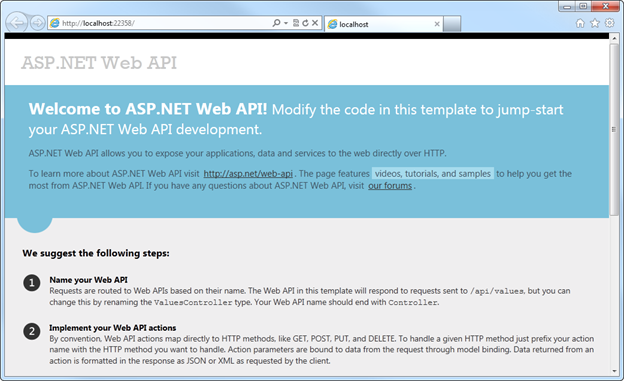 http://localhost:22358/
localhost
ASP.NET Web API
Welcome to ASP.NET Web API! Modify the code in this template to jump-start
your ASP.NET Web API development.
ASP.NET Web API allows you to expose your applications, data and services to the web directly over HTTP.
To learn more about ASP.NET Web API visit http://asp.net/web-api. The page features videos, tutorials, and samples to help you get the
most from ASP.NET Web API. If you have any questions about ASP.NET Web API, visit our forums.
We suggest the following steps:
1 Name your Web API
Requests are routed to Web APIs based on their name. The Web API in this template will respond to requests sent to /api/values, but you can
change this by renaming the ValuesController type. Your Web API name should end with Controller.
2 Implement your Web API actions
By convention, Web API actions map directly to HTTP methods, like GET, POST, PUT, and DELETE. To handle a given HTTP method just prefix your action
name with the HTTP method you want to handle. Action parameters are bound to data from the request through model binding. Data returned from
an action is formatted in the response as JSON or XML as requested by the client.